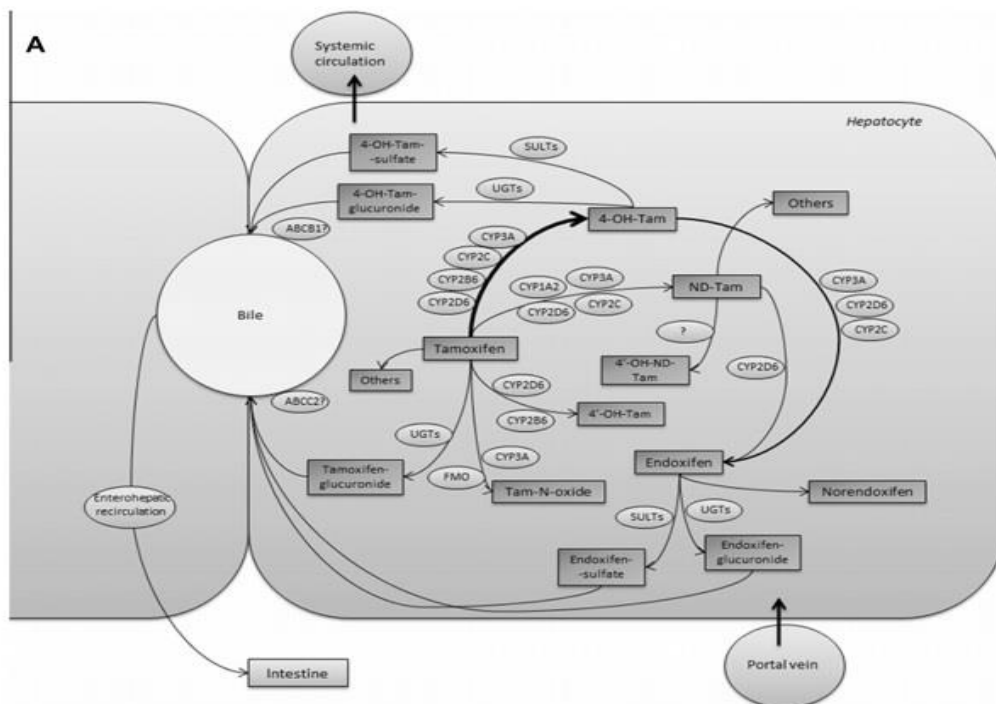 A
Systemic
circulation
Hepatocyte
4-OH-Tam-
-sulfate
SULTs
4-OH-Tam-
glucuronide
UGTs
4-OH-Tam
Others
ABCB1?
CYP3A
CYP2C
CYP2B6
CYP2D6
CYP1A2
CYP3A
CYP2D6
CYP2C
ND-Tam
CYP3A
CYP2D6
CYP2C
Bile
Tamoxifen
?
Others
4'-OH-ND-
Tam
CYP2D6
ABCC2?
CYP2D6
CYP2B6
4'-OH-Tam
UGTs
CYP3A
FMO
Endoxifen
Tamoxifen-
glucuronide
Tam-N-oxide
Norendoxifen
Enterohepatic
recirculation
SULTs
UGTs
Endoxifen-
-sulfate
Endoxifen-
glucuronide
Intestine
Portal vein